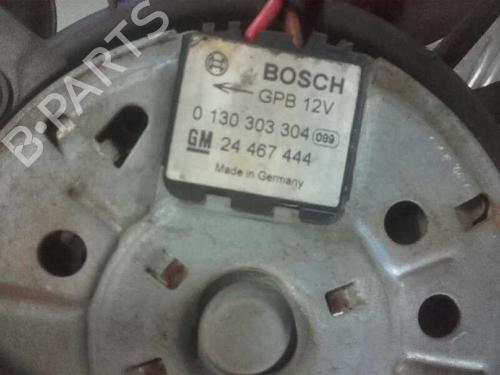 BOSCH
GPB 12V
0 130 303 304 099
GM 24 467 444
Made in Germany
B-PARTS